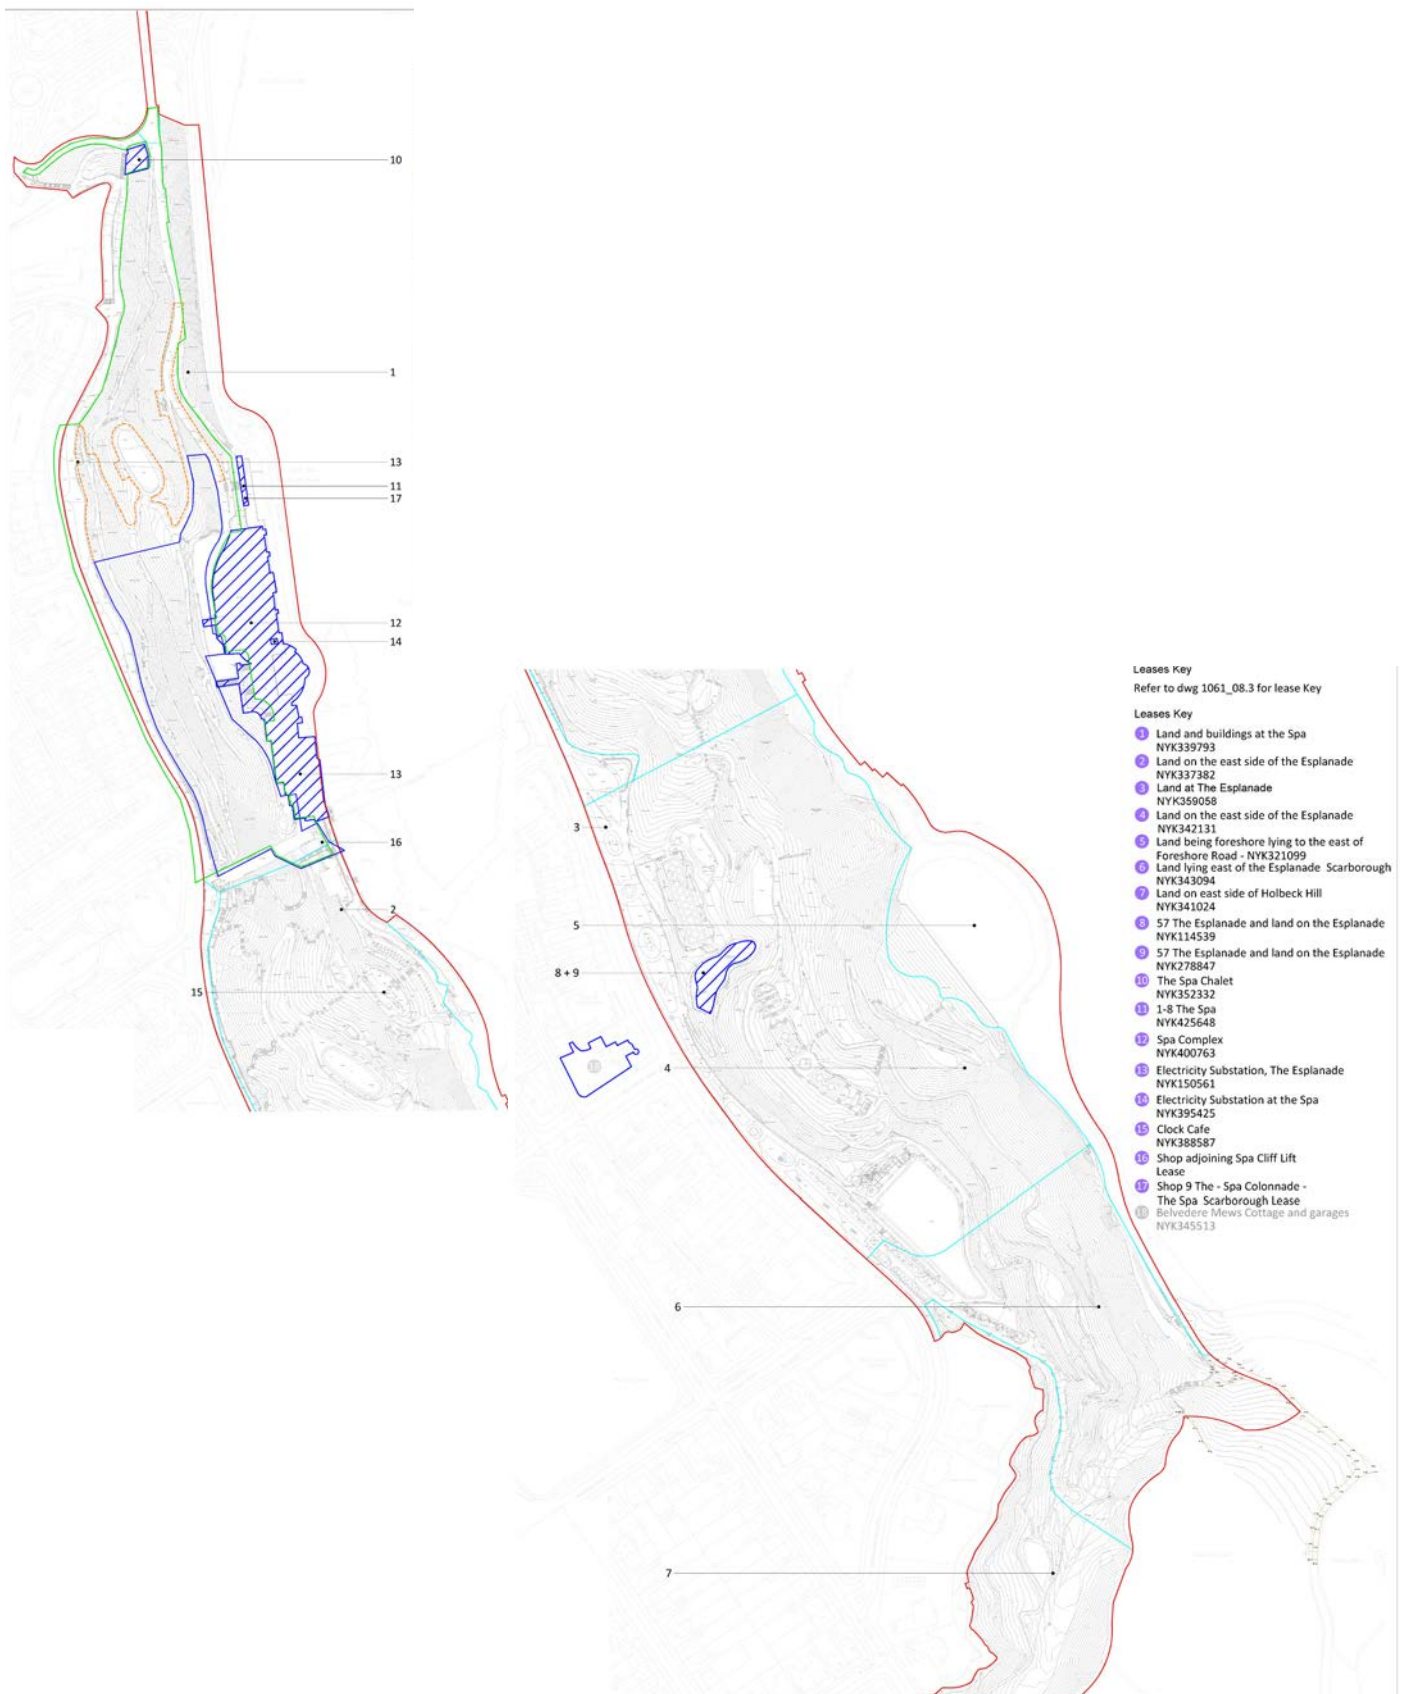 10
1
13
11
17
12
14
13
16
2
15
3
5
8 + 9
18
4
6
7
Leases Key
Refer to dwg 1061_08.3 for lease Key
Leases Key
1 Land and buildings at the Spa
NYK339793
2 Land on the east side of the Esplanade
NYK337382
3 Land at The Esplanade
NYK359058
4 Land on the east side of the Esplanade
NYK342131
5 Land being foreshore lying to the east of
Foreshore Road - NYK321099
6 Land lying east of the Esplanade Scarborough
NYK343094
7 Land on east side of Holbeck Hill
NYK341024
8 57 The Esplanade and land on the Esplanade
NYK114539
9 57 The Esplanade and land on the Esplanade
NYK278847
10 The Spa Chalet
NYK352332
11 1-8 The Spa
NYK425648
12 Spa Complex
NYK400763
13 Electricity Substation, The Esplanade
NYK150561
14 Electricity Substation at the Spa
NYK395425
15 Clock Cafe
NYK388587
16 Shop adjoining Spa Cliff Lift
Lease
17 Shop 9 The - Spa Colonnade -
The Spa Scarborough Lease
18 Belvedere Mews Cottage and garages
NYK345513